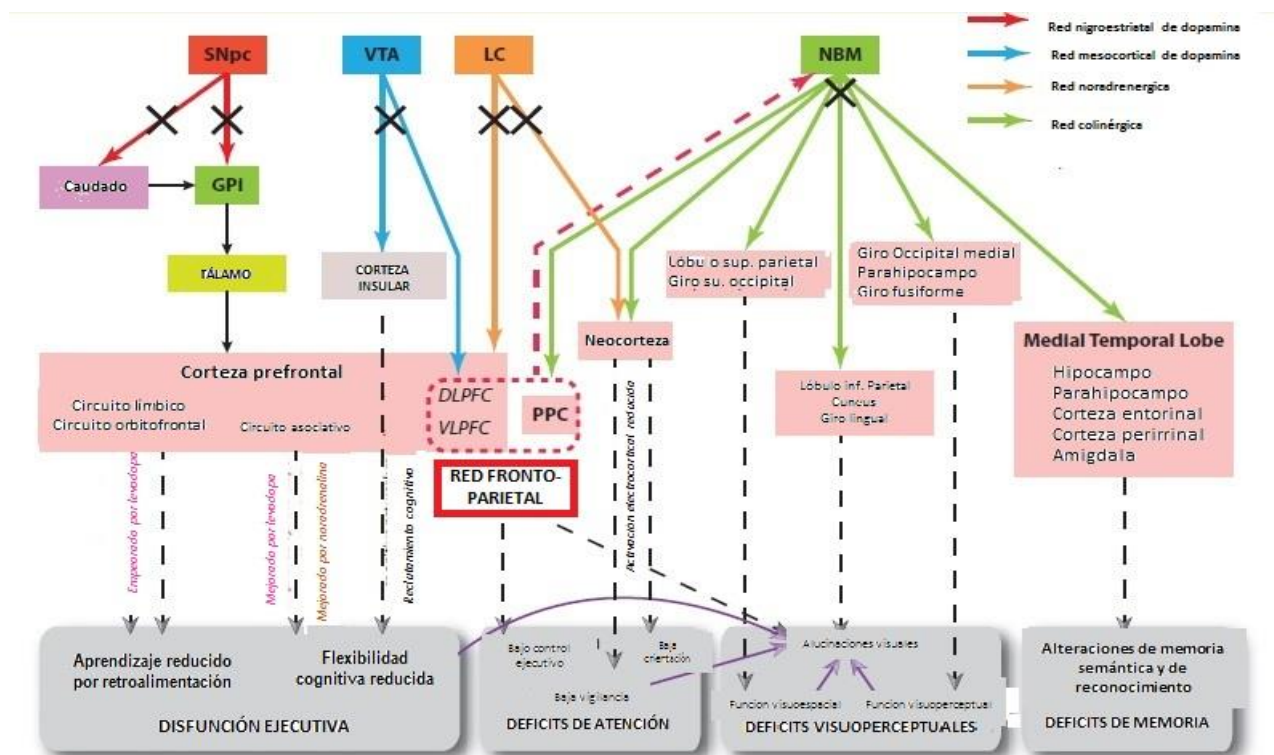 SNpc
VTA
LC
NBM
Red nigroestriatal de dopamina
Red mesocortical de dopamina
Red noradrenergica
Red colinérgica
Caudado
GPI
TÁLAMO
CORTEZA
INSULAR
Lóbulo sup. parietal
Giro su. occipital
Giro Occipital medial
Parahipocampo
Giro fusiforme
Neocorteza
Medial Temporal Lobe
Hipocampo
Parahipocampo
Corteza entorinal
Corteza perirrinal
Amigdala
Corteza prefrontal
Circuito límbico
Circuito orbitofrontal
Circuito asociativo
DLPFC
VLPFC
PPC
Lóbulo inf. Parietal
Cuneus
Giro lingual
RED FRONTO-
PARIETAL
Empeorado por levodopa
Mejorado por levodopa
Mejorado por noradrenalina
Reclutamiento cognitivo
Activacion electrocortical reducida
Aprendizaje reducido
por retroalimentación
Flexibilidad
cognitiva reducida
DISFUNCIÓN EJECUTIVA
Bajo control
ejecutivo
Baja
orientación
Baja vigilancia
DEFICITS DE ATENCIÓN
Alucinaciones visuales
Funcion visuoespacial
Funcion visuoperceptual
DEFICITS VISUOPERCEPTUALES
Alteraciones de memoria
semántica y de
reconocimiento
DEFICITS DE MEMORIA